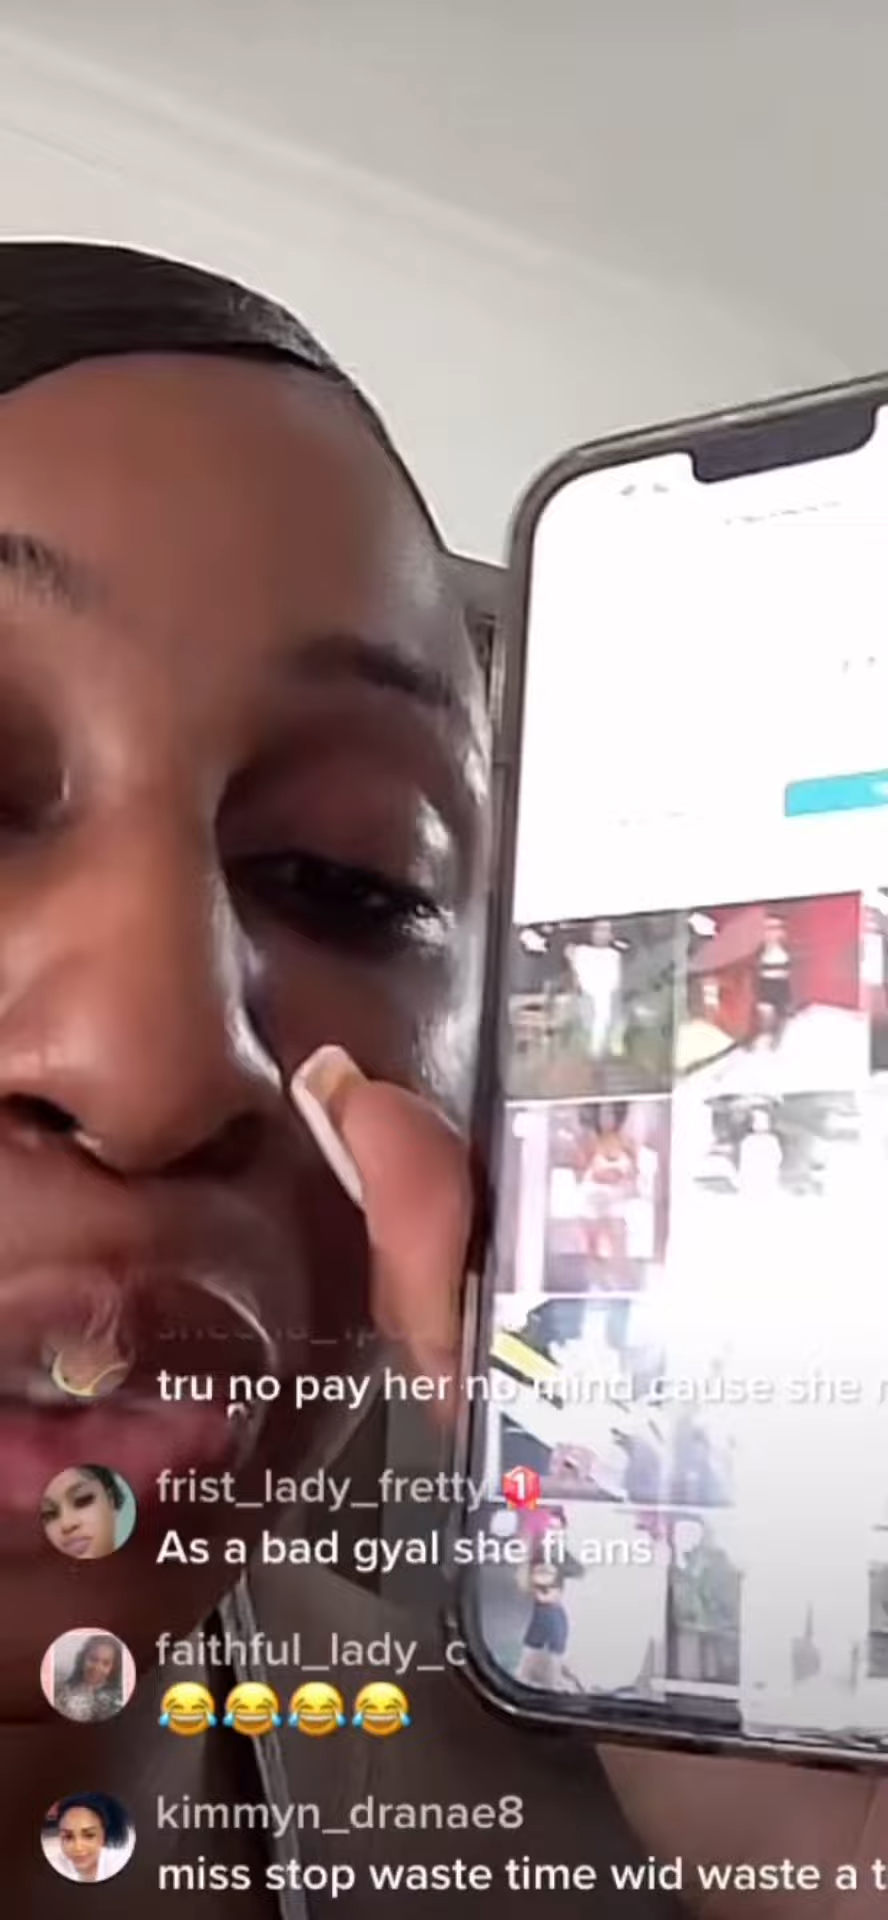 tru no pay her no mind cause she
frist_lady_fretty 1
As a bad gyal she fi ans
faithful_lady_c
😂😂😂😂
kimmyn_dranae8
miss stop waste time wid waste a t